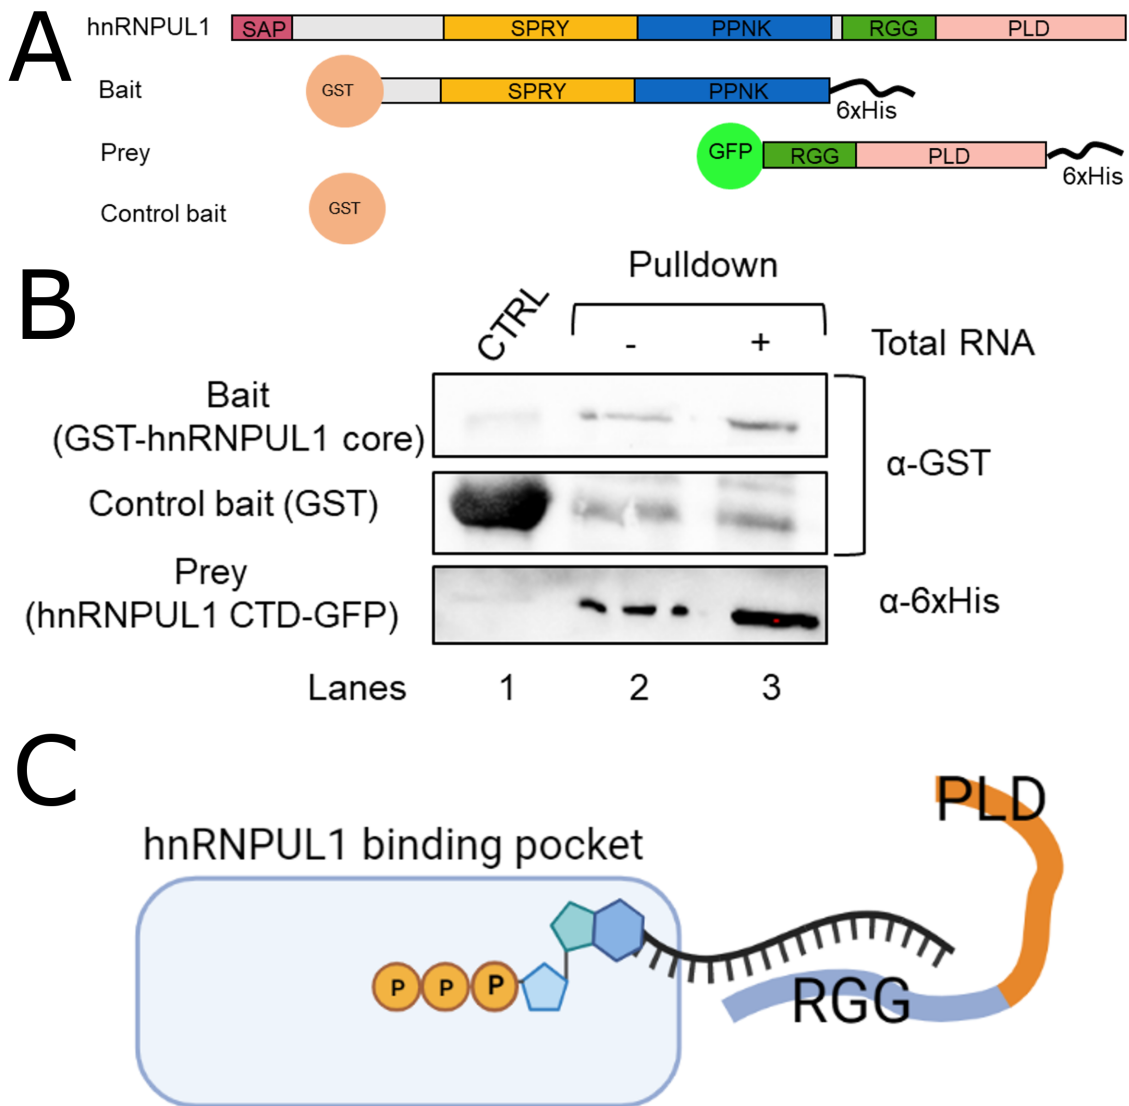 A
hnRNPUL1 SAP SPRY PPNK RGG PLD
Bait GST SPRY PPNK 6xHis
Prey GFP RGG PLD 6xHis
Control bait GST
B
Pulldown
CTRL - + Total RNA
Bait
(GST-hnRNPUL1 core)
α-GST
Control bait (GST)
Prey
(hnRNPUL1 CTD-GFP)
α-6xHis
Lanes 1 2 3
C
PLD
hnRNPUL1 binding pocket
P P P
RGG